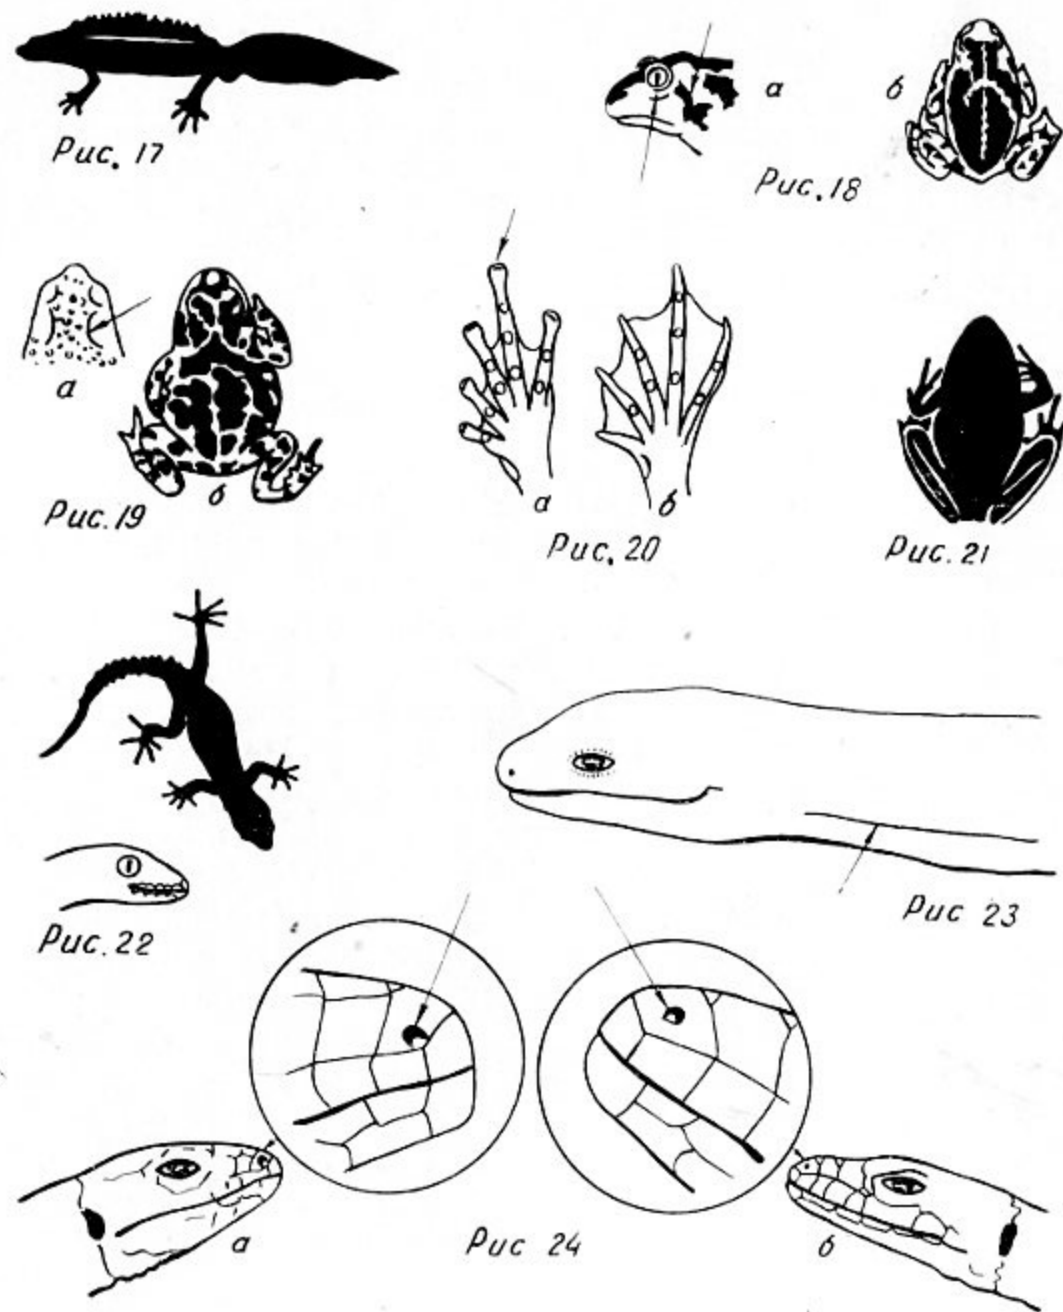 Рис. 17
а
б
Рис. 18
а
б
Рис. 19
а
б
Рис. 20
Рис. 21
Рис. 22
Рис 23
а
Рис 24
б